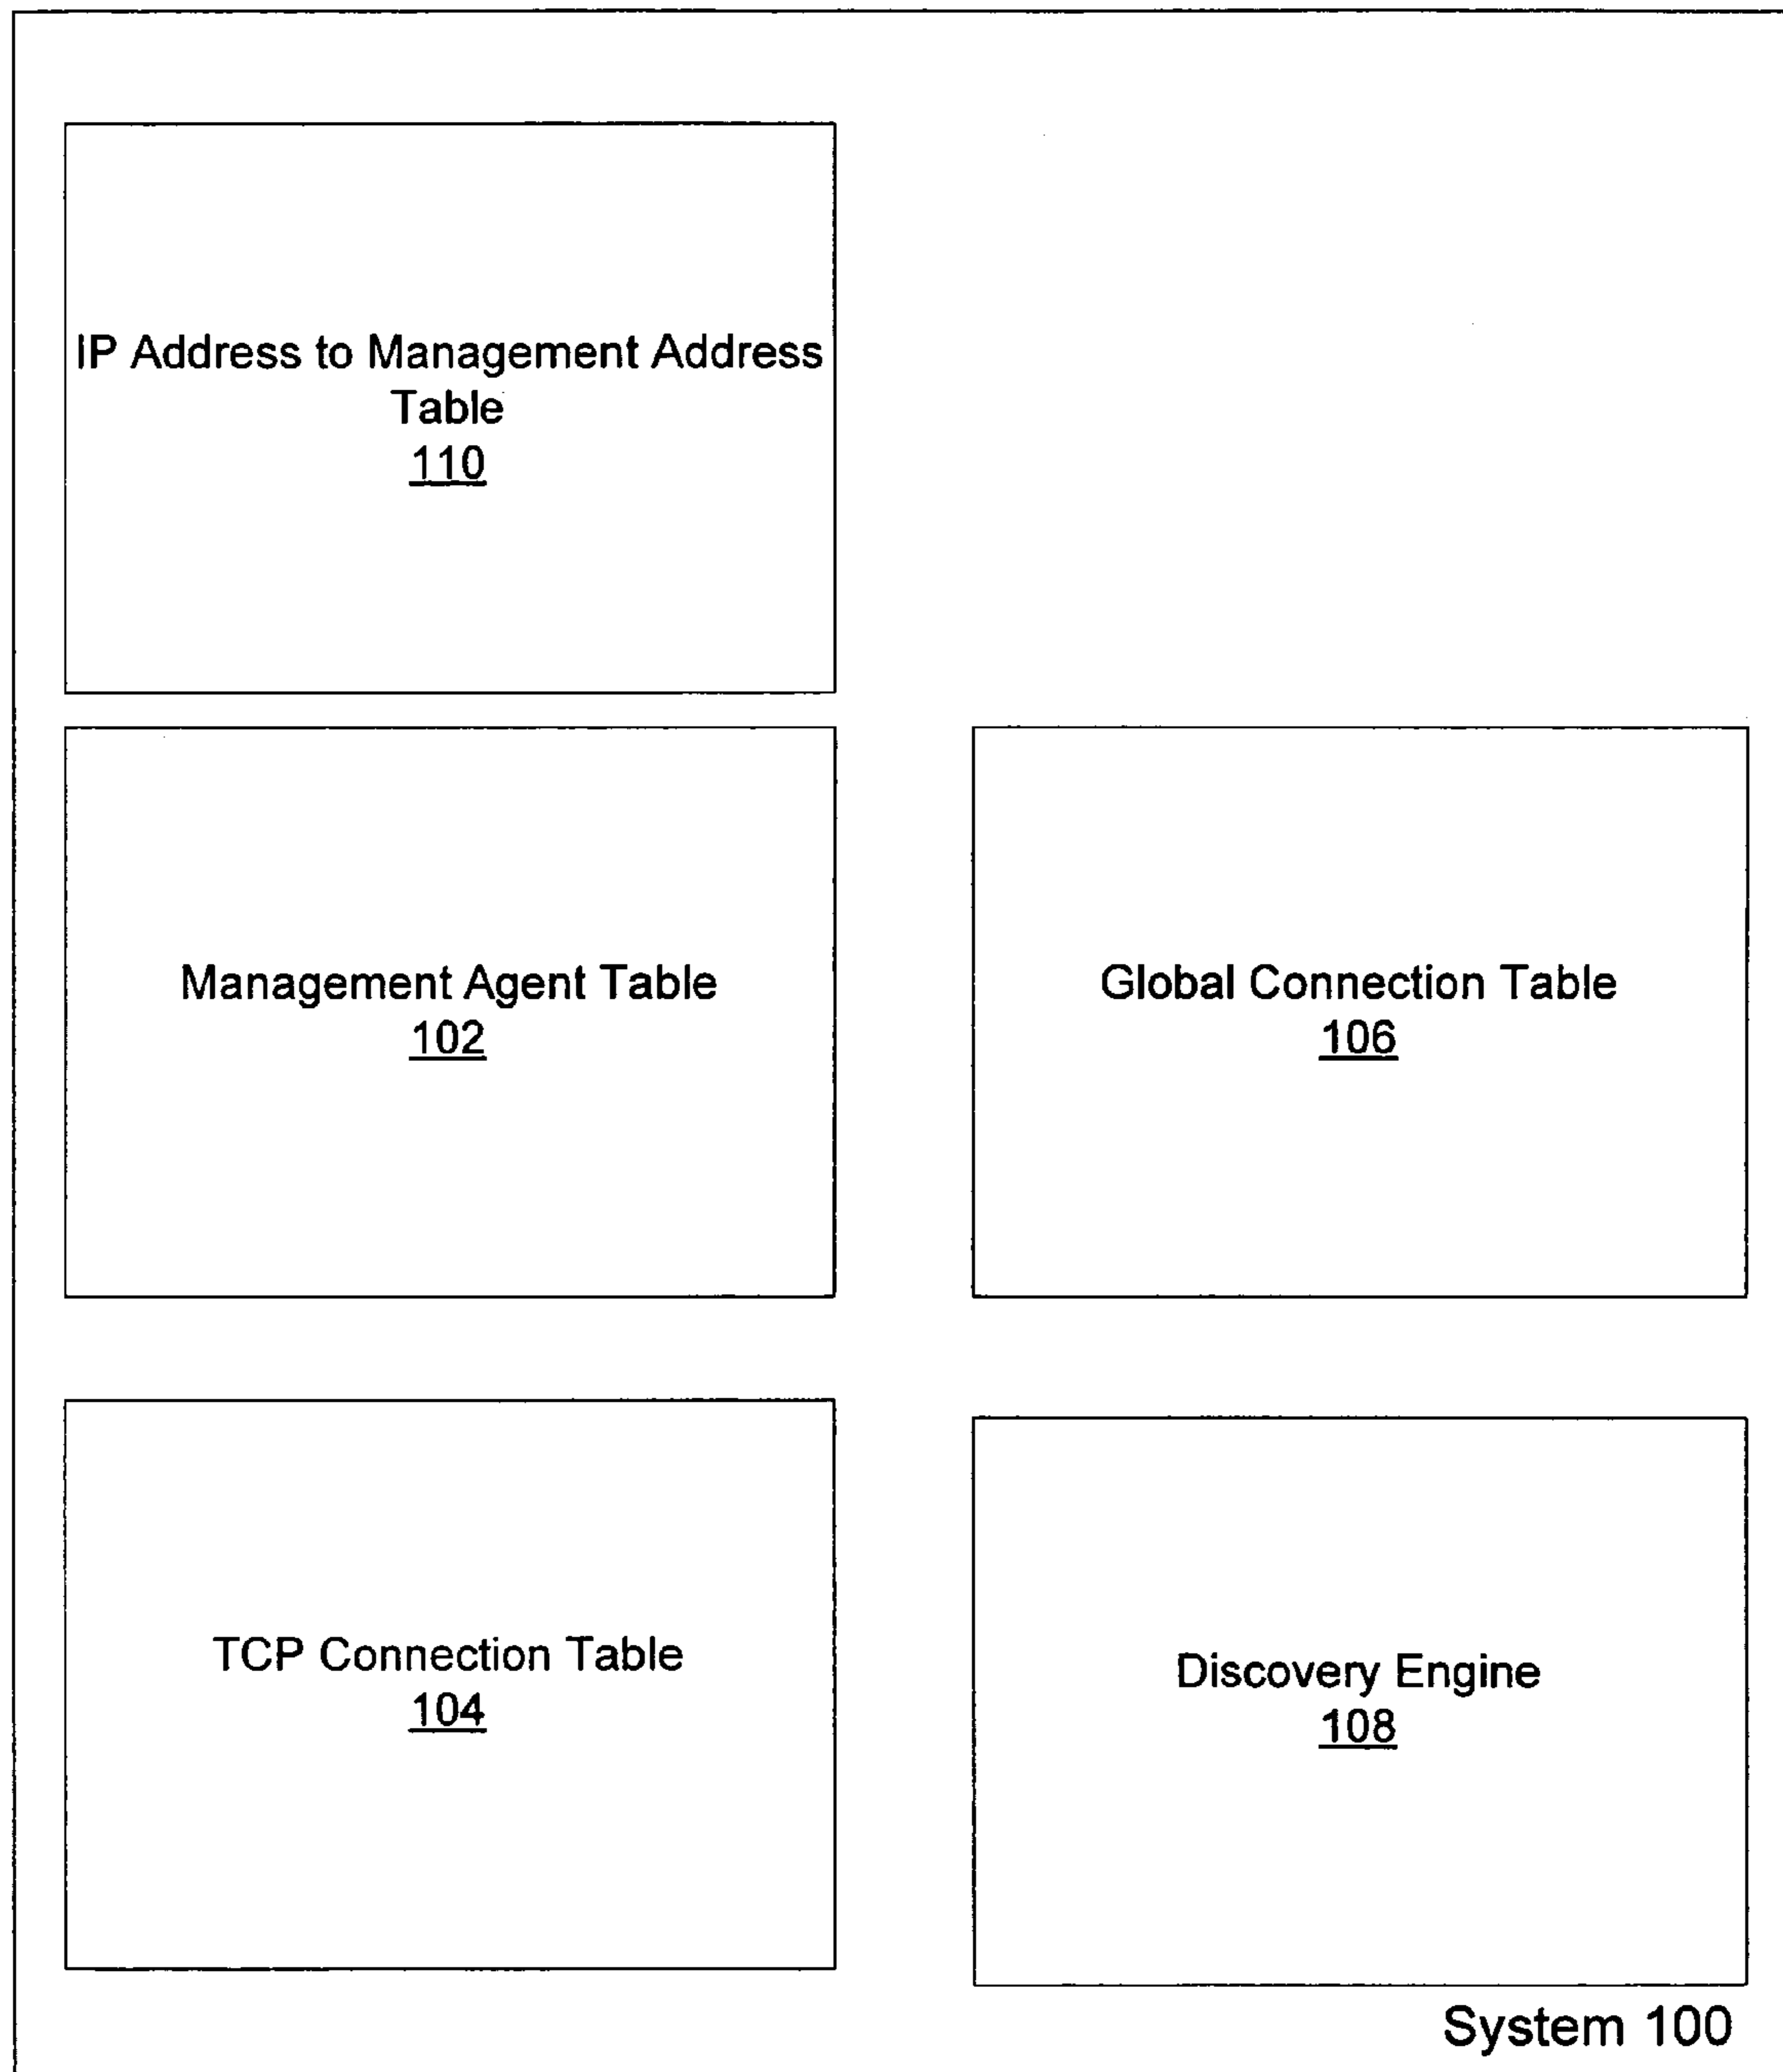 IP Address to Management Address
Table
110
Management Agent Table
102
Global Connection Table
106
TCP Connection Table
104
Discovery Engine
108
System 100